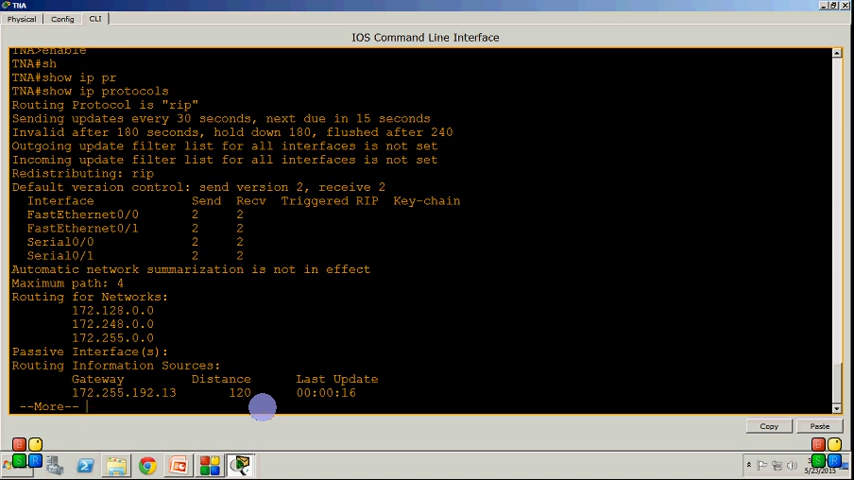 TNA
Physical Config CLI
IOS Command Line Interface
TNA>enable
TNA#sh
TNA#show ip pr
TNA#show ip protocols
Routing Protocol is "rip"
Sending updates every 30 seconds, next due in 15 seconds
Invalid after 180 seconds, hold down 180, flushed after 240
Outgoing update filter list for all interfaces is not set
Incoming update filter list for all interfaces is not set
Redistributing: rip
Default version control: send version 2, receive 2
Interface Send Recv Triggered RIP Key-chain
FastEthernet0/0 2 2
FastEthernet0/1 2 2
Serial0/0 2 2
Serial0/1 2 2
Automatic network summarization is not in effect
Maximum path: 4
Routing for Networks:
172.128.0.0
172.248.0.0
172.255.0.0
Passive Interface(s):
Routing Information Sources:
Gateway Distance Last Update
172.255.192.13 120 00:00:16
--More--
Copy Paste
5/23/2015